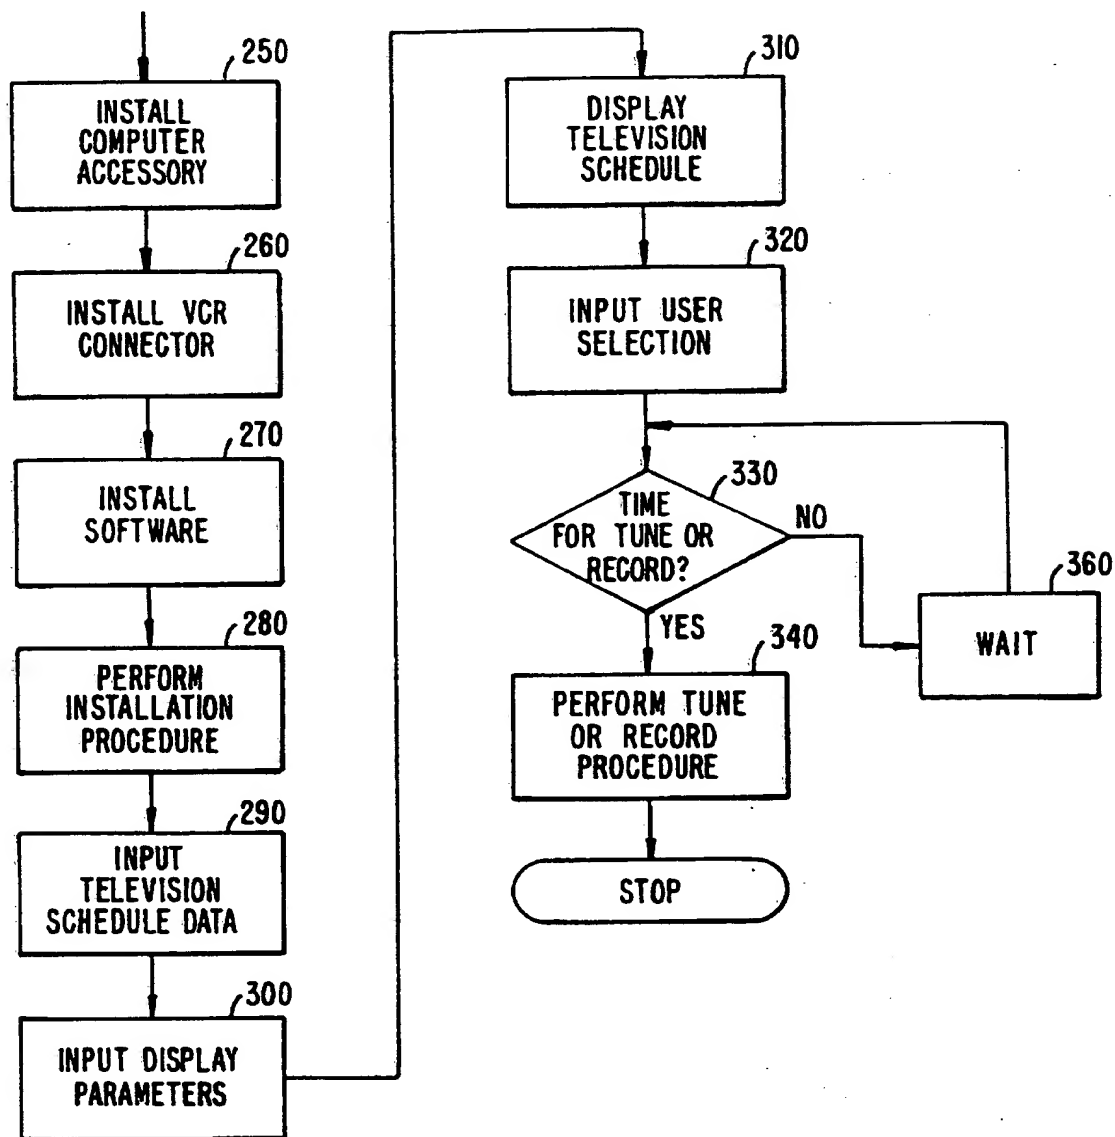 250
INSTALL
COMPUTER
ACCESSORY
260
INSTALL VCR
CONNECTOR
270
INSTALL
SOFTWARE
280
PERFORM
INSTALLATION
PROCEDURE
290
INPUT
TELEVISION
SCHEDULE DATA
300
INPUT DISPLAY
PARAMETERS
310
DISPLAY
TELEVISION
SCHEDULE
320
INPUT USER
SELECTION
330
TIME
FOR TUNE OR
RECORD?
NO
YES
360
WAIT
340
PERFORM TUNE
OR RECORD
PROCEDURE
STOP